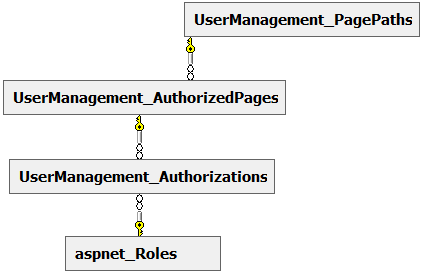 UserManagement_PagePaths
UserManagement_AuthorizedPages
UserManagement_Authorizations
aspnet_Roles